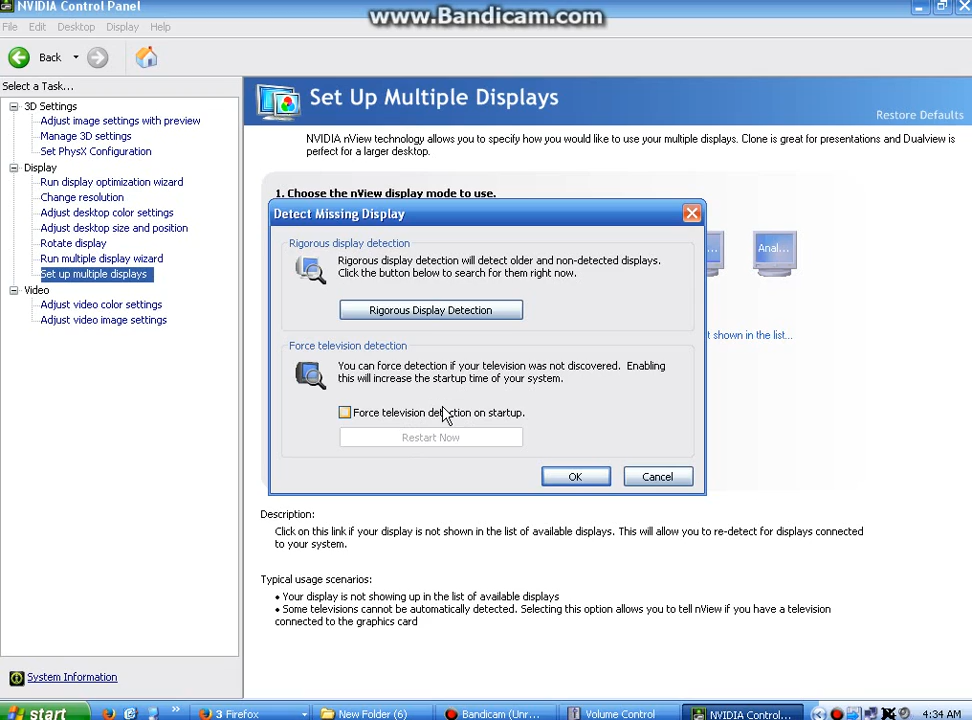 NVIDIA Control Panel
www.Bandicam.com
File Edit Desktop Display Help
Back
Select a Task...
3D Settings
Adjust image settings with preview
Manage 3D settings
Set PhysX Configuration
Display
Run display optimization wizard
Change resolution
Adjust desktop color settings
Adjust desktop size and position
Rotate display
Run multiple display wizard
Set up multiple displays
Video
Adjust video color settings
Adjust video image settings
System Information
Set Up Multiple Displays
Restore Defaults
NVIDIA nView technology allows you to specify how you would like to use your multiple displays. Clone is great for presentations and Dualview is
perfect for a larger desktop.
1. Choose the nView display mode to use.
... Anal...
t shown in the list...
Detect Missing Display
Rigorous display detection
Rigorous display detection will detect older and non-detected displays.
Click the button below to search for them right now.
Rigorous Display Detection
Force television detection
You can force detection if your television was not discovered. Enabling
this will increase the startup time of your system.
Force television detection on startup.
Restart Now
OK Cancel
Description:
Click on this link if your display is not shown in the list of available displays. This will allow you to re-detect for displays connected
to your system.
Typical usage scenarios:
• Your display is not showing up in the list of available displays
• Some televisions cannot be automatically detected. Selecting this option allows you to tell nView if you have a television
connected to the graphics card
start » 3 Firefox New Folder (6) Bandicam (Unr... Volume Control NVIDIA Control... 4:34 AM